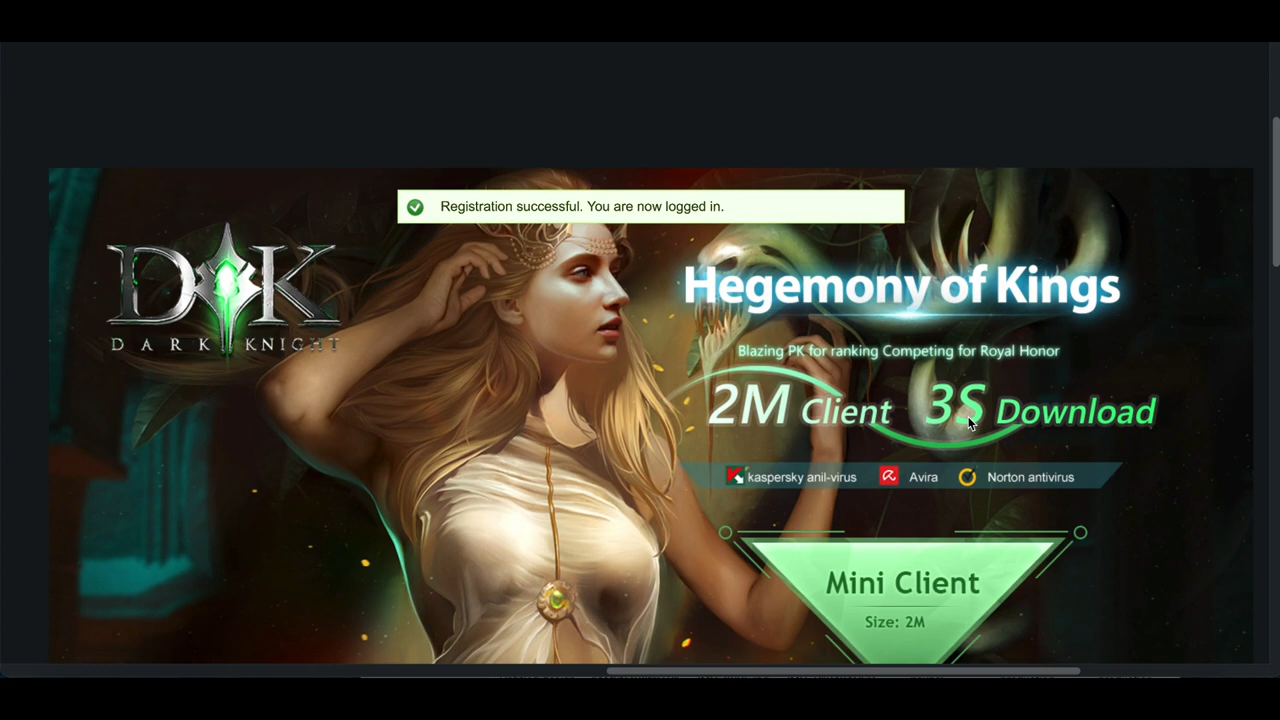 Registration successful. You are now logged in.
DK
DARK KNIGHT
Hegemony of Kings
Blazing PK for ranking Competing for Royal Honor
2M Client 3S Download
kaspersky anil-virus Avira Norton antivirus
Mini Client
Size: 2M